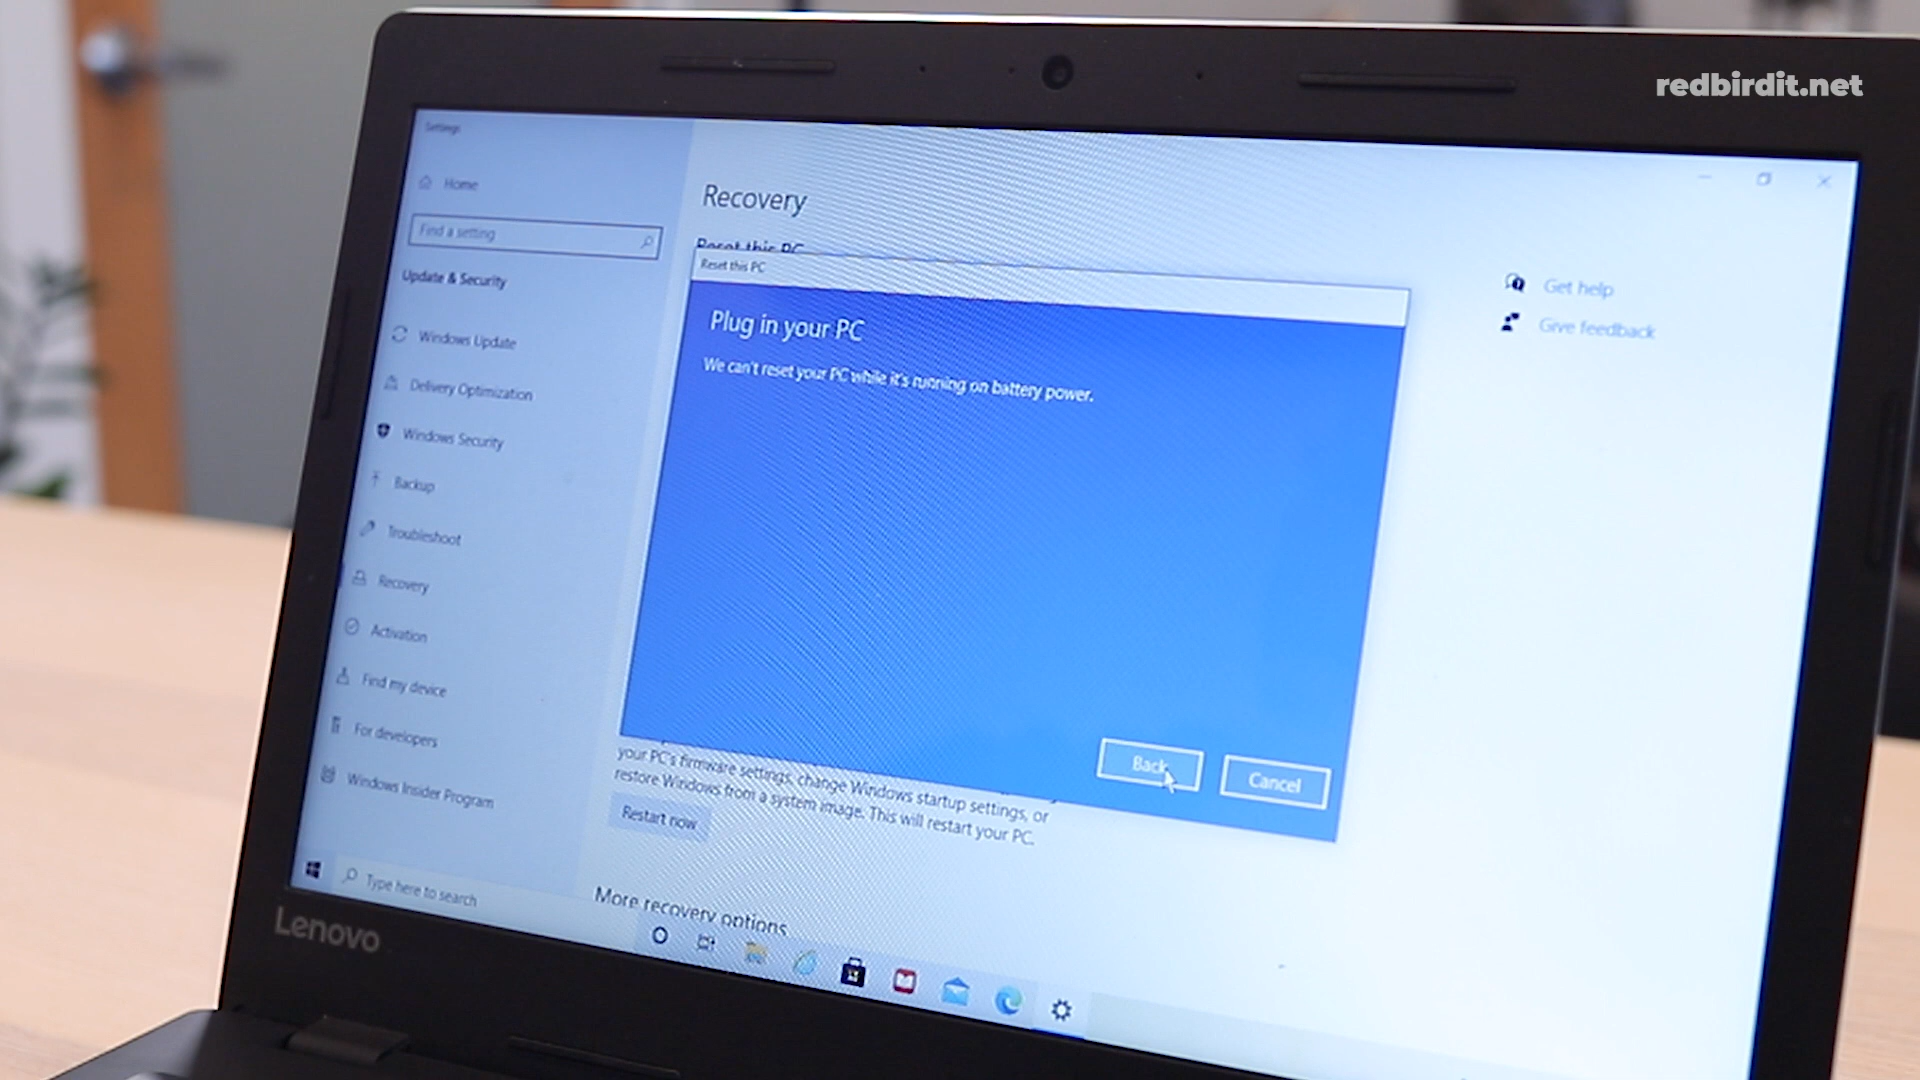 redbirdit.net
Settings
Home
Find a setting
Update & Security
Windows Update
Delivery Optimization
Windows Security
Backup
Troubleshoot
Recovery
Activation
Find my device
For developers
Windows Insider Program
Recovery
Reset this PC
Reset this PC
Plug in your PC
We can't reset your PC while it's running on battery power.
Back
Cancel
your PC's firmware settings, change Windows startup settings, or
restore Windows from a system image. This will restart your PC.
Restart now
More recovery options
Get help
Give feedback
Type here to search
Lenovo